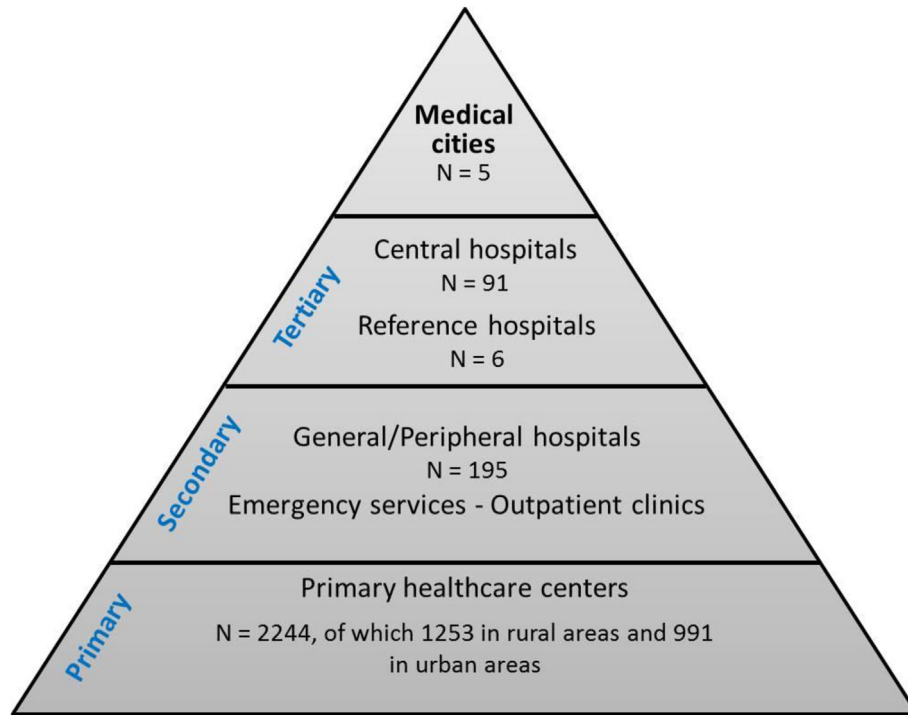 Medical
cities
N = 5
Tertiary
Central hospitals
N = 91
Reference hospitals
N = 6
Secondary
General/Peripheral hospitals
N = 195
Emergency services - Outpatient clinics
Primary
Primary healthcare centers
N = 2244, of which 1253 in rural areas and 991
in urban areas